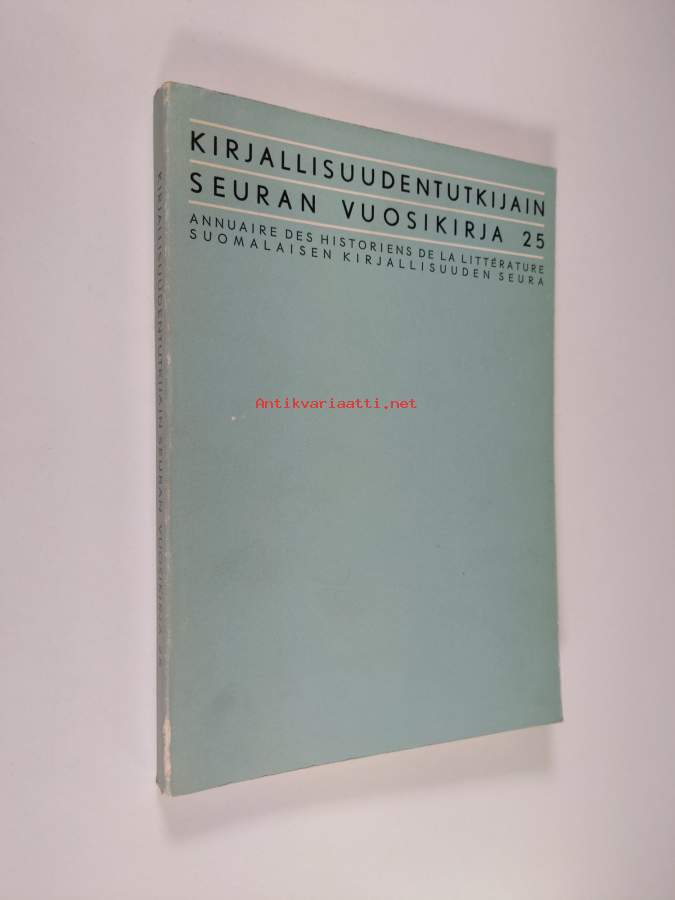 KIRJALLISUUDENTUTKIJAIN
SEURAN VUOSIKIRJA 25
ANNUAIRE DES HISTORIENS DE LA LITTÉRATURE
SUOMALAISEN KIRJALLISUUDEN SEURA
Antikvariaatti.net
KIRJALLISUUDENTUTKIJAIN SEURAN VUOSIKIRJA 25